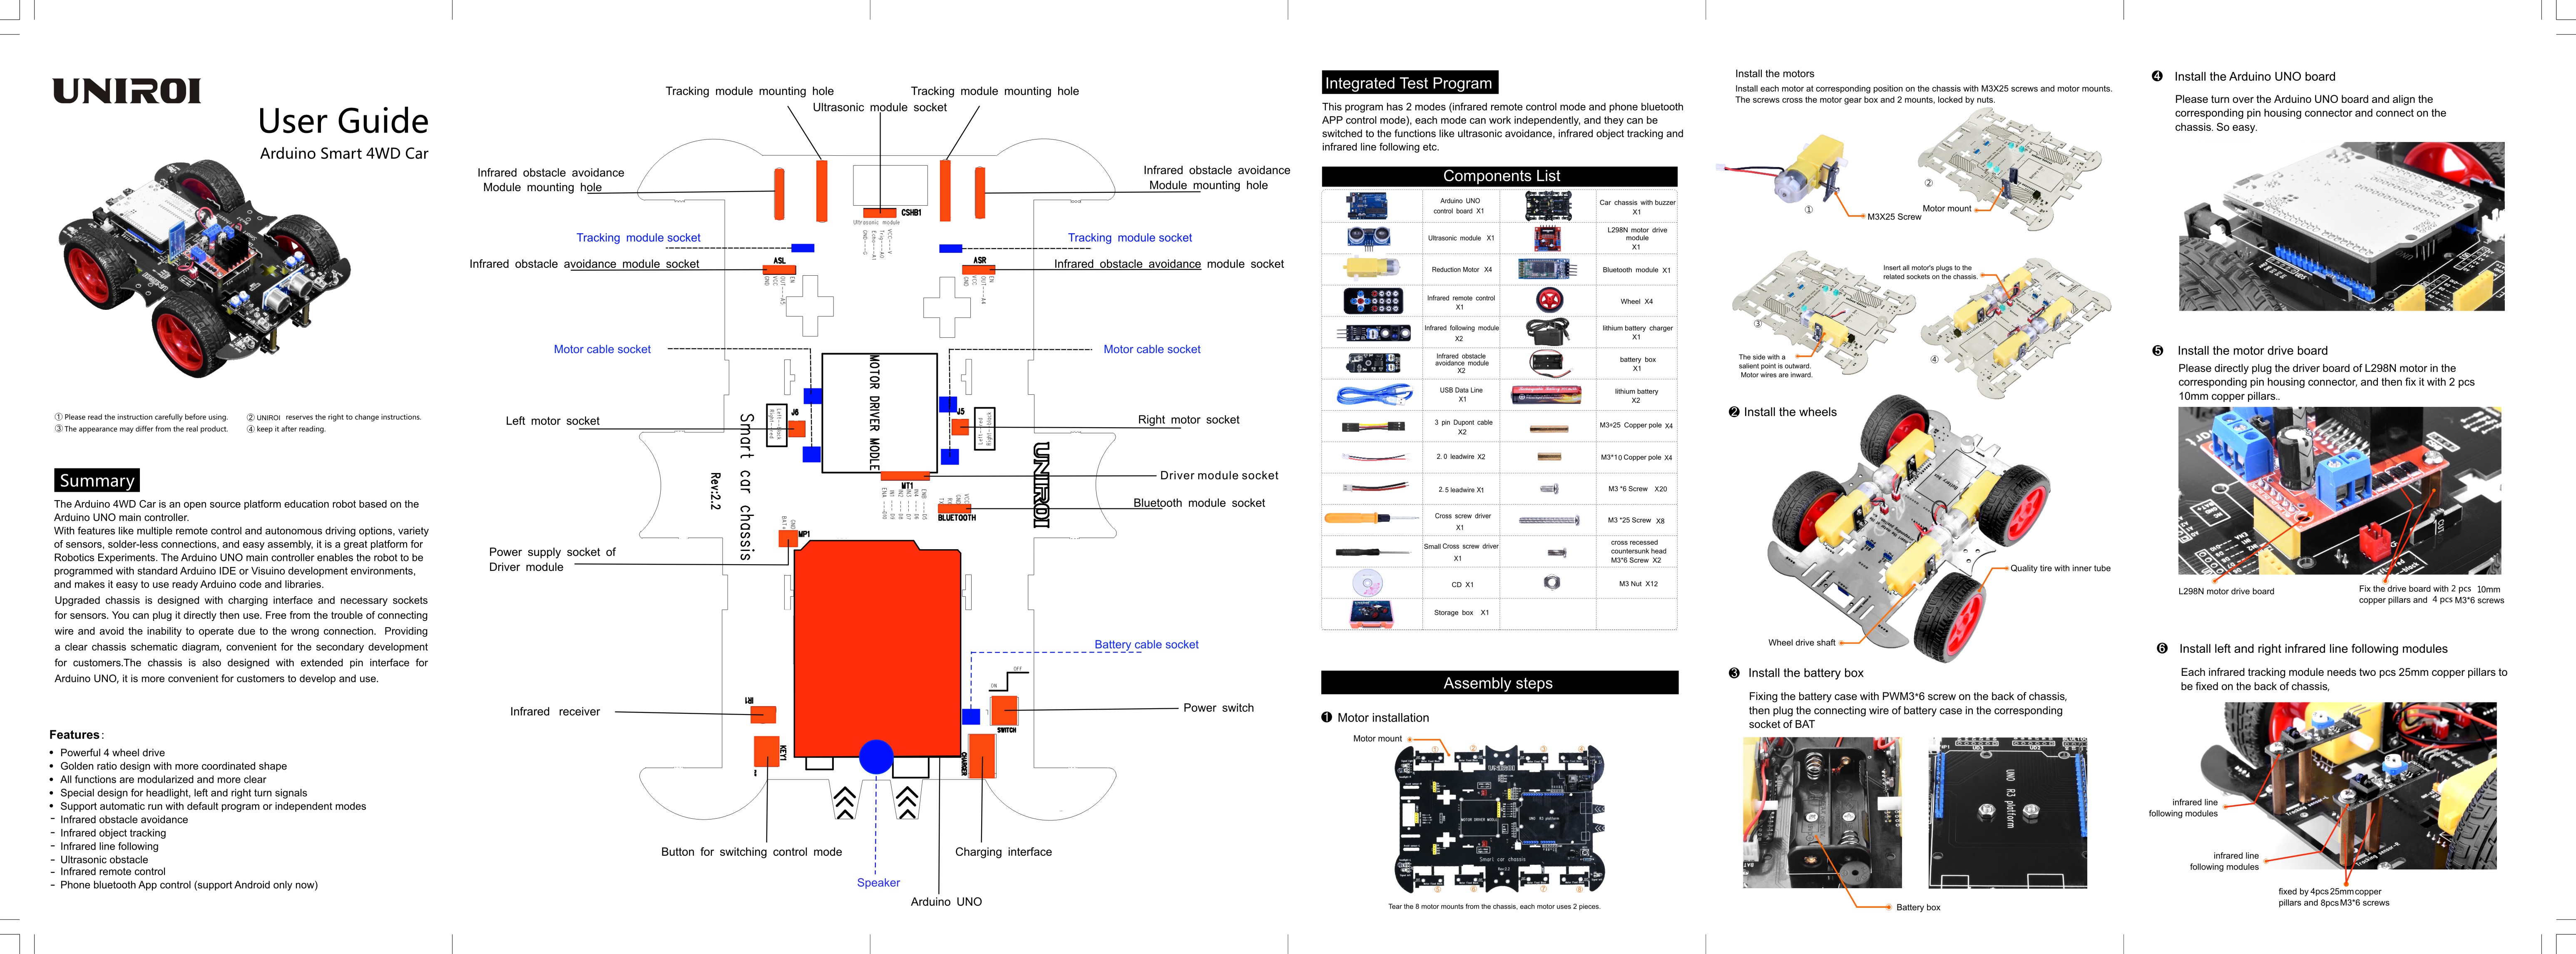 UNIROI
User Guide
Arduino Smart 4WD Car
① Please read the instruction carefully before using.
② UNIROI reserves the right to change instructions.
③ The appearance may differ from the real product.
④ keep it after reading.
Summary
The Arduino 4WD Car is an open source platform education robot based on the
Arduino UNO main controller.
With features like multiple remote control and autonomous driving options, variety
of sensors, solder-less connections, and easy assembly, it is a great platform for
Robotics Experiments. The Arduino UNO main controller enables the robot to be
programmed with standard Arduino IDE or Visuino development environments,
and makes it easy to use ready Arduino code and libraries.
Upgraded chassis is designed with charging interface and necessary sockets
for sensors. You can plug it directly then use. Free from the trouble of connecting
wire and avoid the inability to operate due to the wrong connection. Providing
a clear chassis schematic diagram, convenient for the secondary development
for customers.The chassis is also designed with extended pin interface for
Arduino UNO, it is more convenient for customers to develop and use.
Features:
• Powerful 4 wheel drive
• Golden ratio design with more coordinated shape
• All functions are modularized and more clear
• Special design for headlight, left and right turn signals
• Support automatic run with default program or independent modes
- Infrared obstacle avoidance
- Infrared object tracking
- Infrared line following
- Ultrasonic obstacle
- Infrared remote control
- Phone bluetooth App control (support Android only now)
Tracking module mounting hole
Tracking module mounting hole
Ultrasonic module socket
Infrared obstacle avoidance
Module mounting hole
Infrared obstacle avoidance
Module mounting hole
CSHB1
Ultrasonic module
VCC---V
Trig---A0
Echo---A1
GND---G
Tracking module socket
Tracking module socket
Infrared obstacle avoidance module socket
Infrared obstacle avoidance module socket
ASL
EN
OUT---A5
VCC
GND
ASR
EN
OUT---A4
VCC
GND
Motor cable socket
Motor cable socket
MOTOR DRIVER MODLE
J6
J5
Left motor socket
Right motor socket
Smart car chassis
Rev:2.2
UNIROI
Driver module socket
MT1
Bluetooth module socket
BLUETOOTH
VCC
GND
RX
TX
MP1
GND
BAT+
Power supply socket of
Driver module
Battery cable socket
OFF
ON
Infrared receiver
IR1
Power switch
SWITCH
KEY1
CHARGER
Button for switching control mode
Charging interface
Speaker
Arduino UNO
Integrated Test Program
This program has 2 modes (infrared remote control mode and phone bluetooth
APP control mode), each mode can work independently, and they can be
switched to the functions like ultrasonic avoidance, infrared object tracking and
infrared line following etc.
Components List
Arduino UNO
control board X1
Car chassis with buzzer
X1
Ultrasonic module X1
L298N motor drive
module
X1
Reduction Motor X4
Bluetooth module X1
Infrared remote control
X1
Wheel X4
Infrared following module
X2
lithium battery charger
X1
Infrared obstacle
avoidance module
X2
battery box
X1
USB Data Line
X1
lithium battery
X2
3 pin Dupont cable
X2
M3*25 Copper pole X4
2.0 leadwire X2
M3*10 Copper pole X4
2.5 leadwire X1
M3 *6 Screw X20
Cross screw driver
X1
M3 *25 Screw X8
Small Cross screw driver
X1
cross recessed
countersunk head
M3*6 Screw X2
CD X1
M3 Nut X12
Storage box X1
Assembly steps
❶ Motor installation
Motor mount
① ② ③ ④
MOTOR DRIVER MODLE
UNO R3 platform
Smart car chassis
Rev:2.2
⑤ ⑥ ⑦ ⑧
Tear the 8 motor mounts from the chassis, each motor uses 2 pieces.
Install the motors
Install each motor at corresponding position on the chassis with M3X25 screws and motor mounts.
The screws cross the motor gear box and 2 mounts, locked by nuts.
①
M3X25 Screw
②
Motor mount
Insert all motor's plugs to the
related sockets on the chassis.
③
The side with a
salient point is outward.
Motor wires are inward.
④
❷ Install the wheels
Quality tire with inner tube
Wheel drive shaft
❸ Install the battery box
Fixing the battery case with PWM3*6 screw on the back of chassis,
then plug the connecting wire of battery case in the corresponding
socket of BAT
UNO R3 platform
Battery box
❹ Install the Arduino UNO board
Please turn over the Arduino UNO board and align the
corresponding pin housing connector and connect on the
chassis. So easy.
❺ Install the motor drive board
Please directly plug the driver board of L298N motor in the
corresponding pin housing connector, and then fix it with 2 pcs
10mm copper pillars..
L298N motor drive board
Fix the drive board with 2 pcs 10mm
copper pillars and 4 pcs M3*6 screws
❻ Install left and right infrared line following modules
Each infrared tracking module needs two pcs 25mm copper pillars to
be fixed on the back of chassis,
infrared line
following modules
infrared line
following modules
Tracking sensor-R
fixed by 4pcs 25mm copper
pillars and 8pcs M3*6 screws